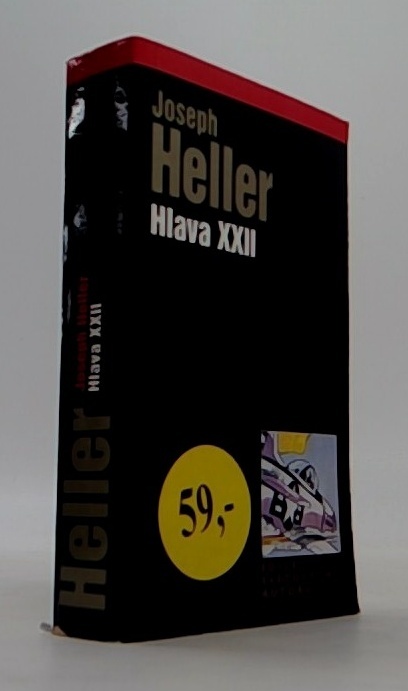 Joseph
Heller
Hlava XXII
59,-
Joseph Heller
Hlava XXII
Heller